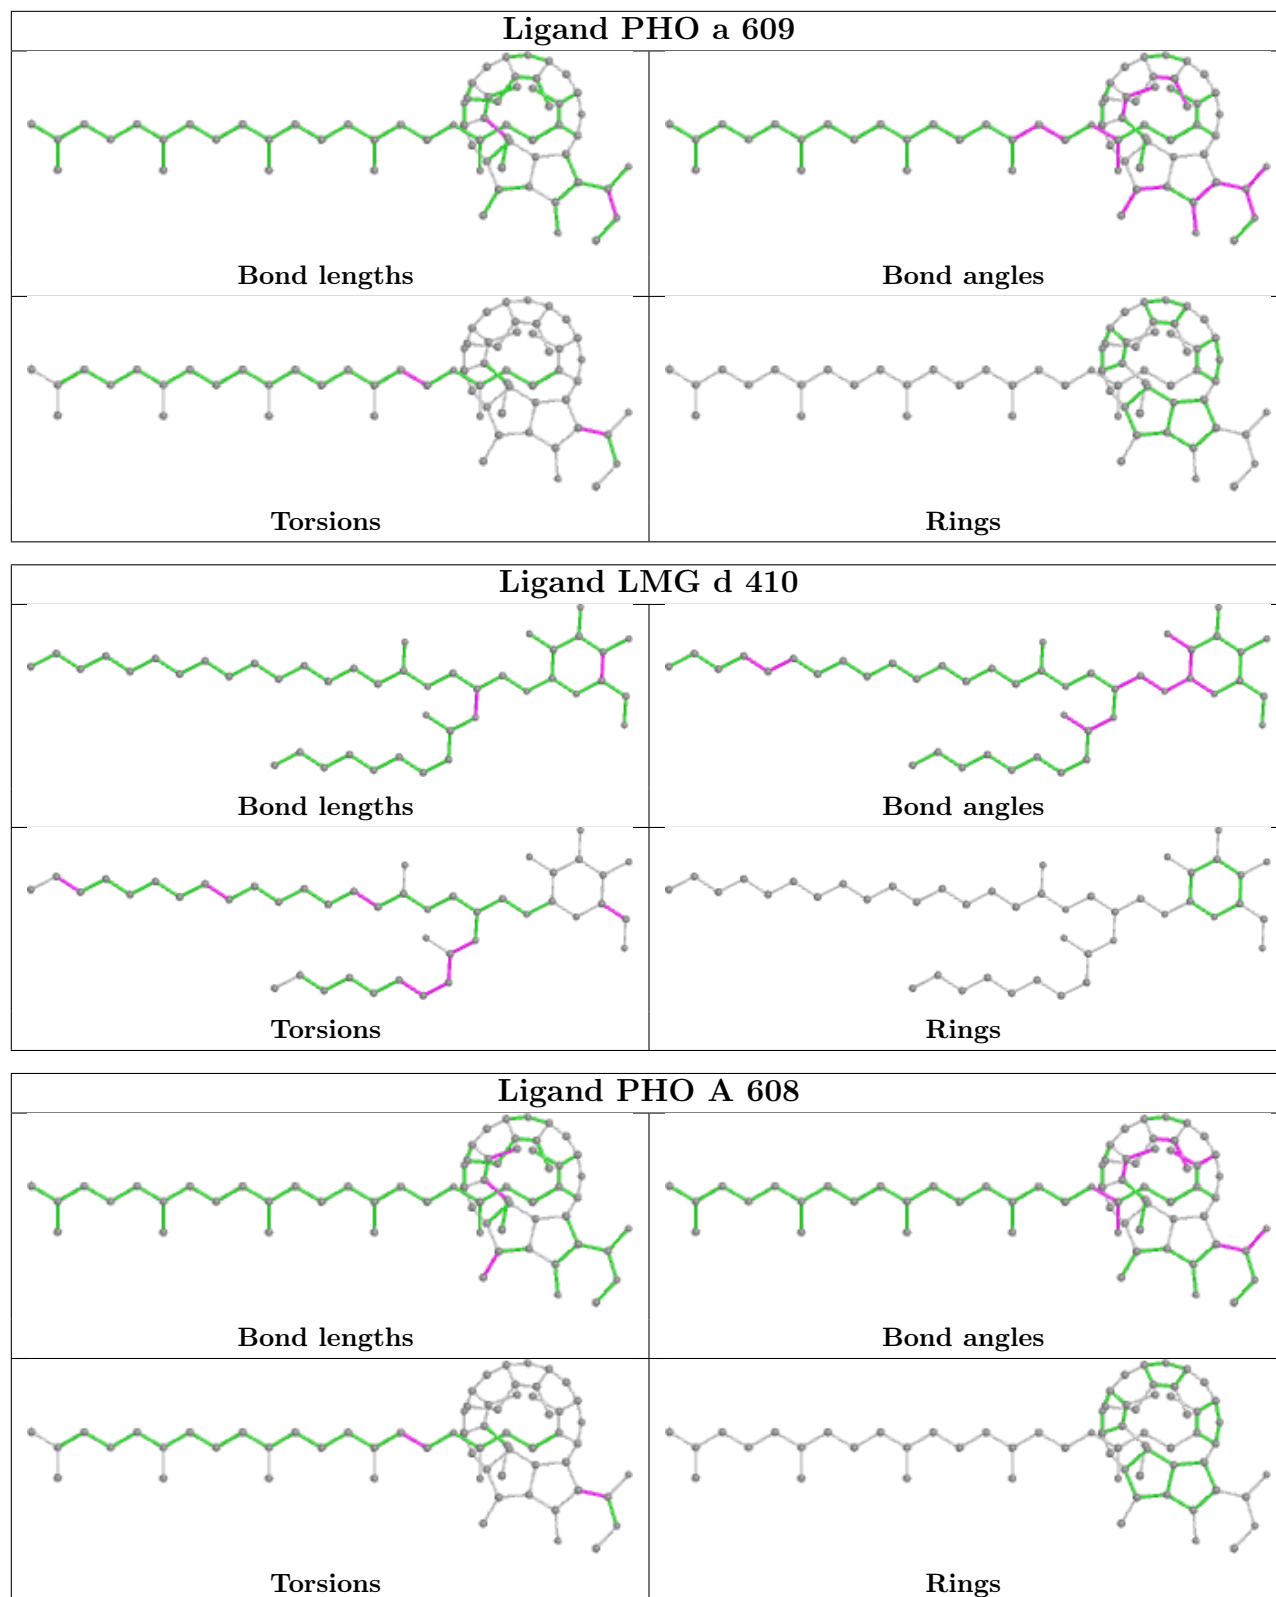 Ligand PHO a 609
Bond lengths
Bond angles
Torsions
Rings
Ligand LMG d 410
Bond lengths
Bond angles
Torsions
Rings
Ligand PHO A 608
Bond lengths
Bond angles
Torsions
Rings